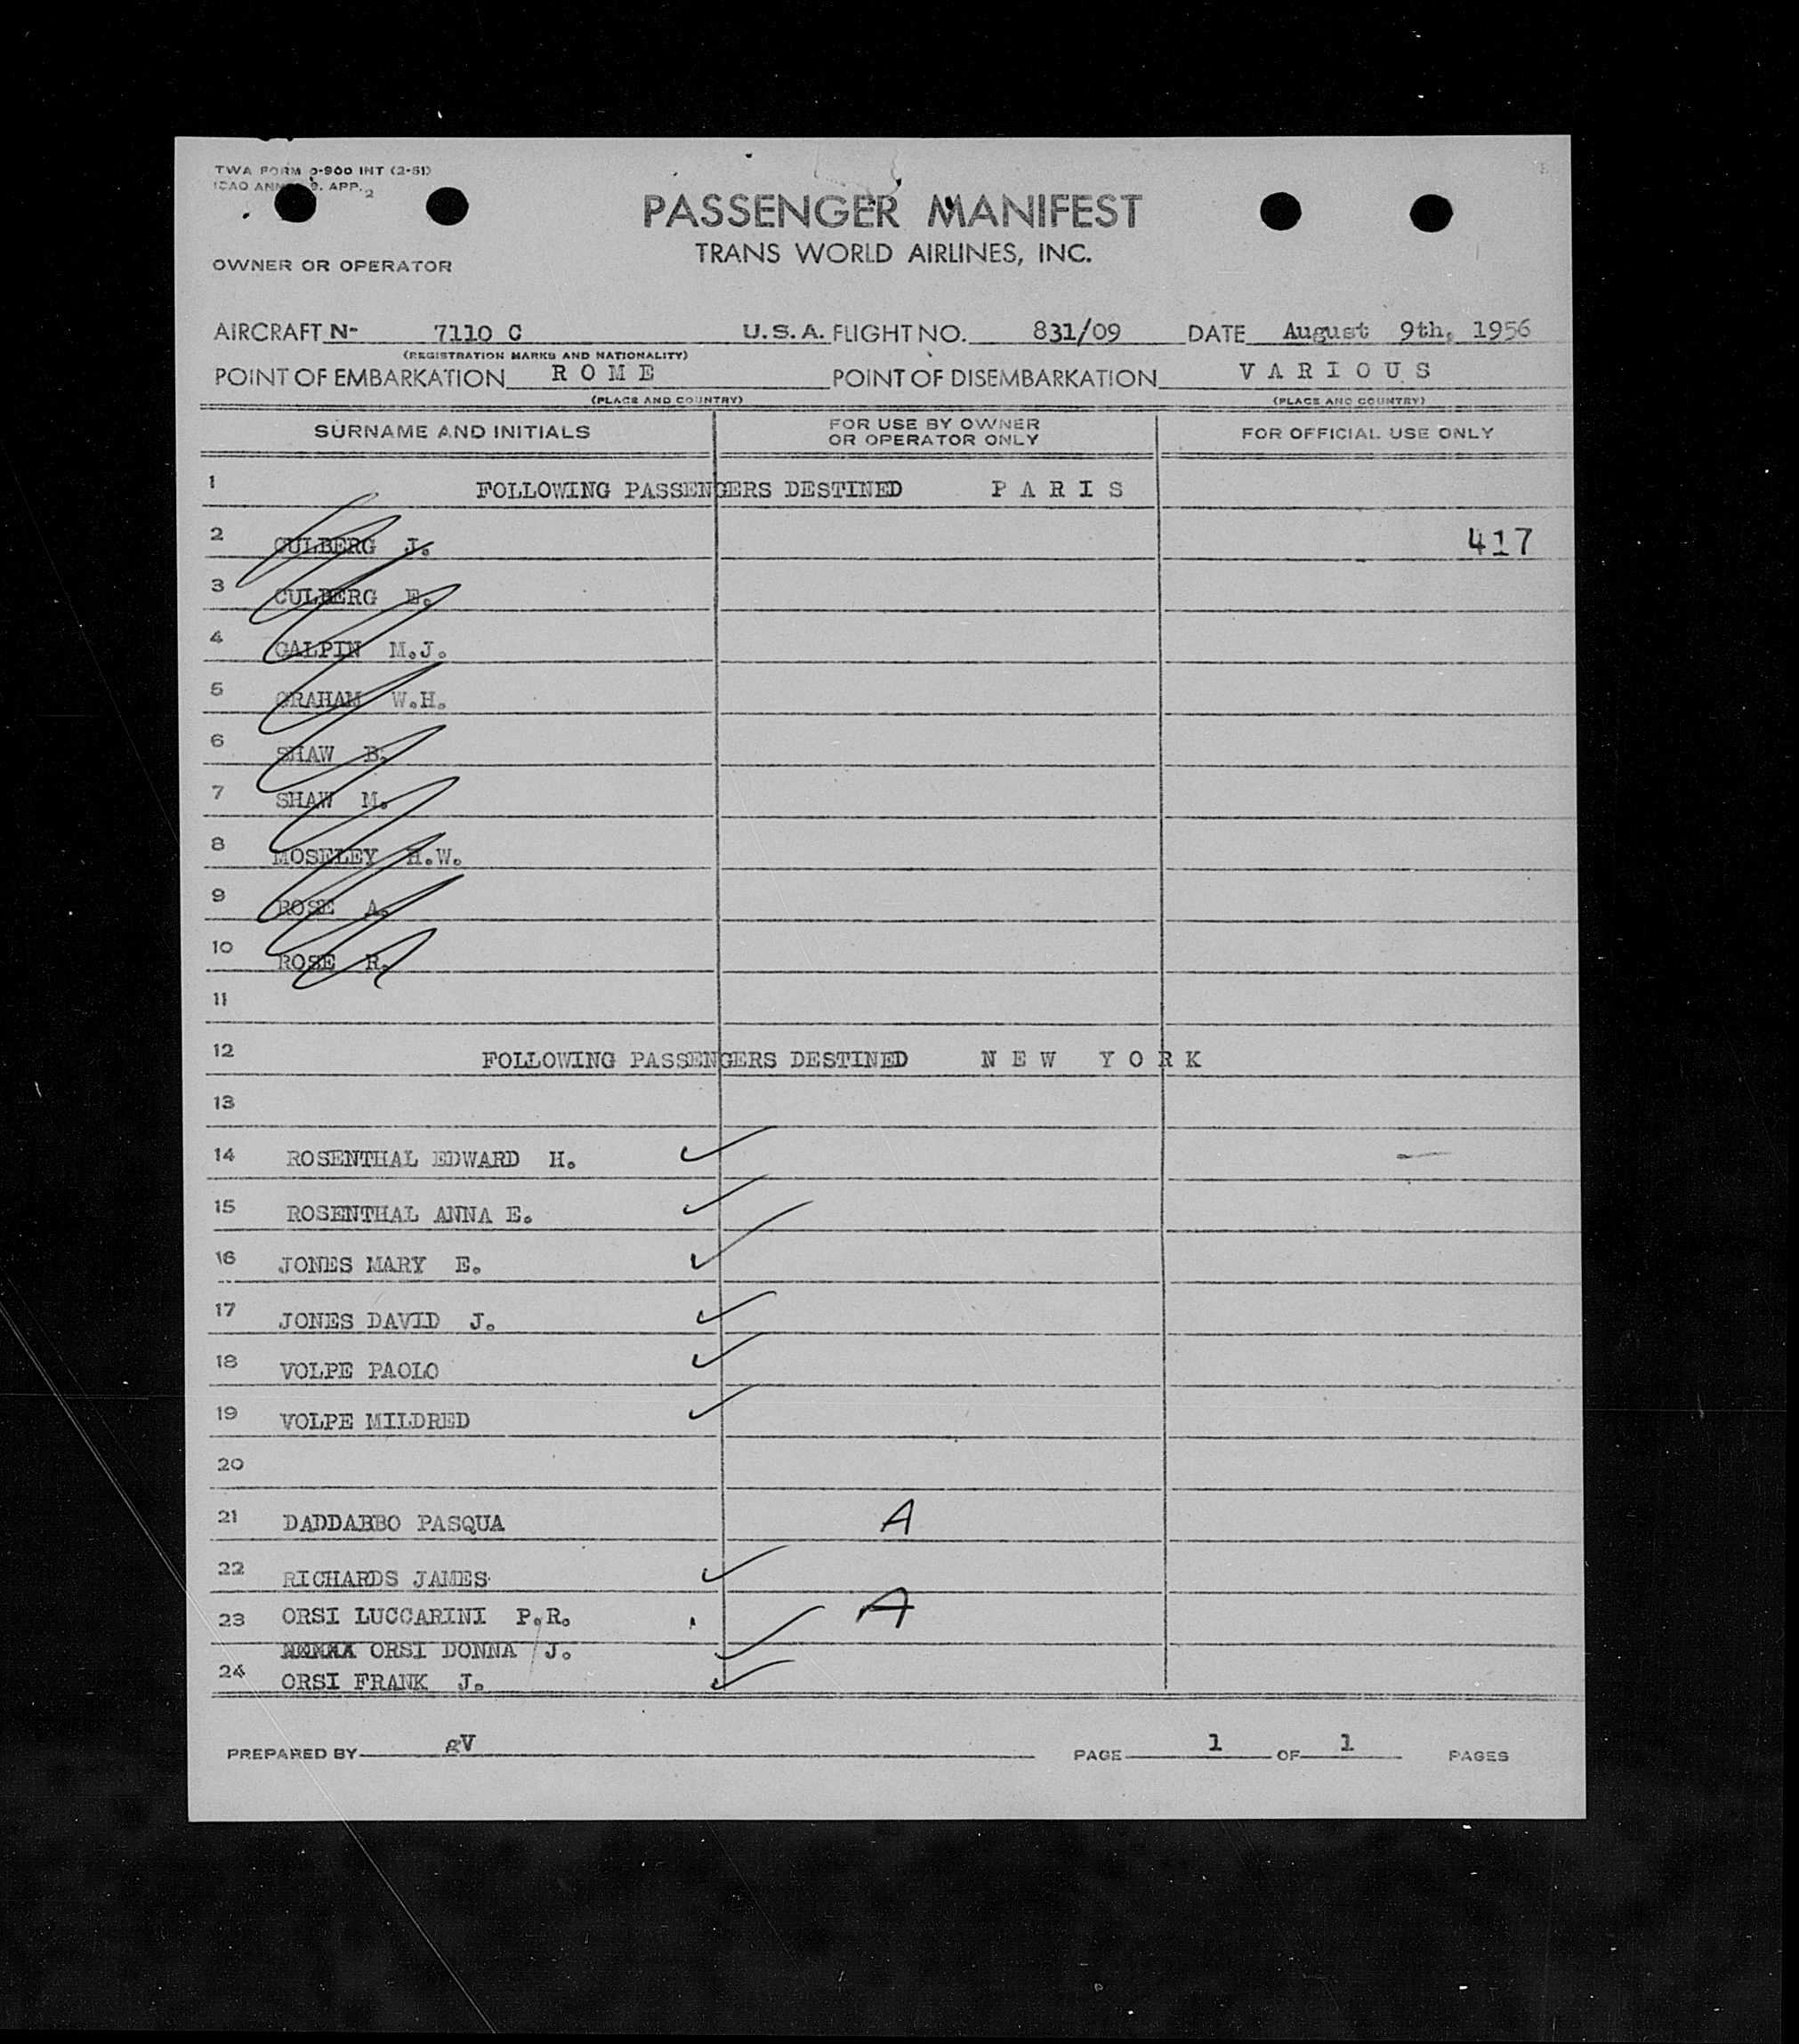 TWA FORM 0-900 INT (2-51)
ICAO ANNEX 9, APP. 2
PASSENGER MANIFEST
TRANS WORLD AIRLINES, INC.
OWNER OR OPERATOR
AIRCRAFT N- 7110 C U.S.A. FLIGHT NO. 831/09 DATE August 9th, 1956
(REGISTRATION MARKS AND NATIONALITY)
POINT OF EMBARKATION R O M E POINT OF DISEMBARKATION V A R I O U S
(PLACE AND COUNTRY) (PLACE AND COUNTRY)
SURNAME AND INITIALS FOR USE BY OWNER OR OPERATOR ONLY FOR OFFICIAL USE ONLY
1 FOLLOWING PASSENGERS DESTINED P A R I S
2 CULBERG J. 417
3 CULBERG E.
4 GALPIN M.J.
5 GRAHAM W.H.
6 SHAW B.
7 SHAW M.
8 MOSELEY H.W.
9 ROSE A.
10 ROSE R.
11
12 FOLLOWING PASSENGERS DESTINED N E W Y O R K
13
14 ROSENTHAL EDWARD H. ✓
15 ROSENTHAL ANNA E. ✓
16 JONES MARY E. ✓
17 JONES DAVID J. ✓
18 VOLPE PAOLO ✓
19 VOLPE MILDRED ✓
20
21 DADDABBO PASQUA A
22 RICHARDS JAMES ✓
23 ORSI LUCCARINI P.R. A
ORSI DONNA J. ✓
24 ORSI FRANK J. ✓
PREPARED BY gV PAGE 1 OF 1 PAGES